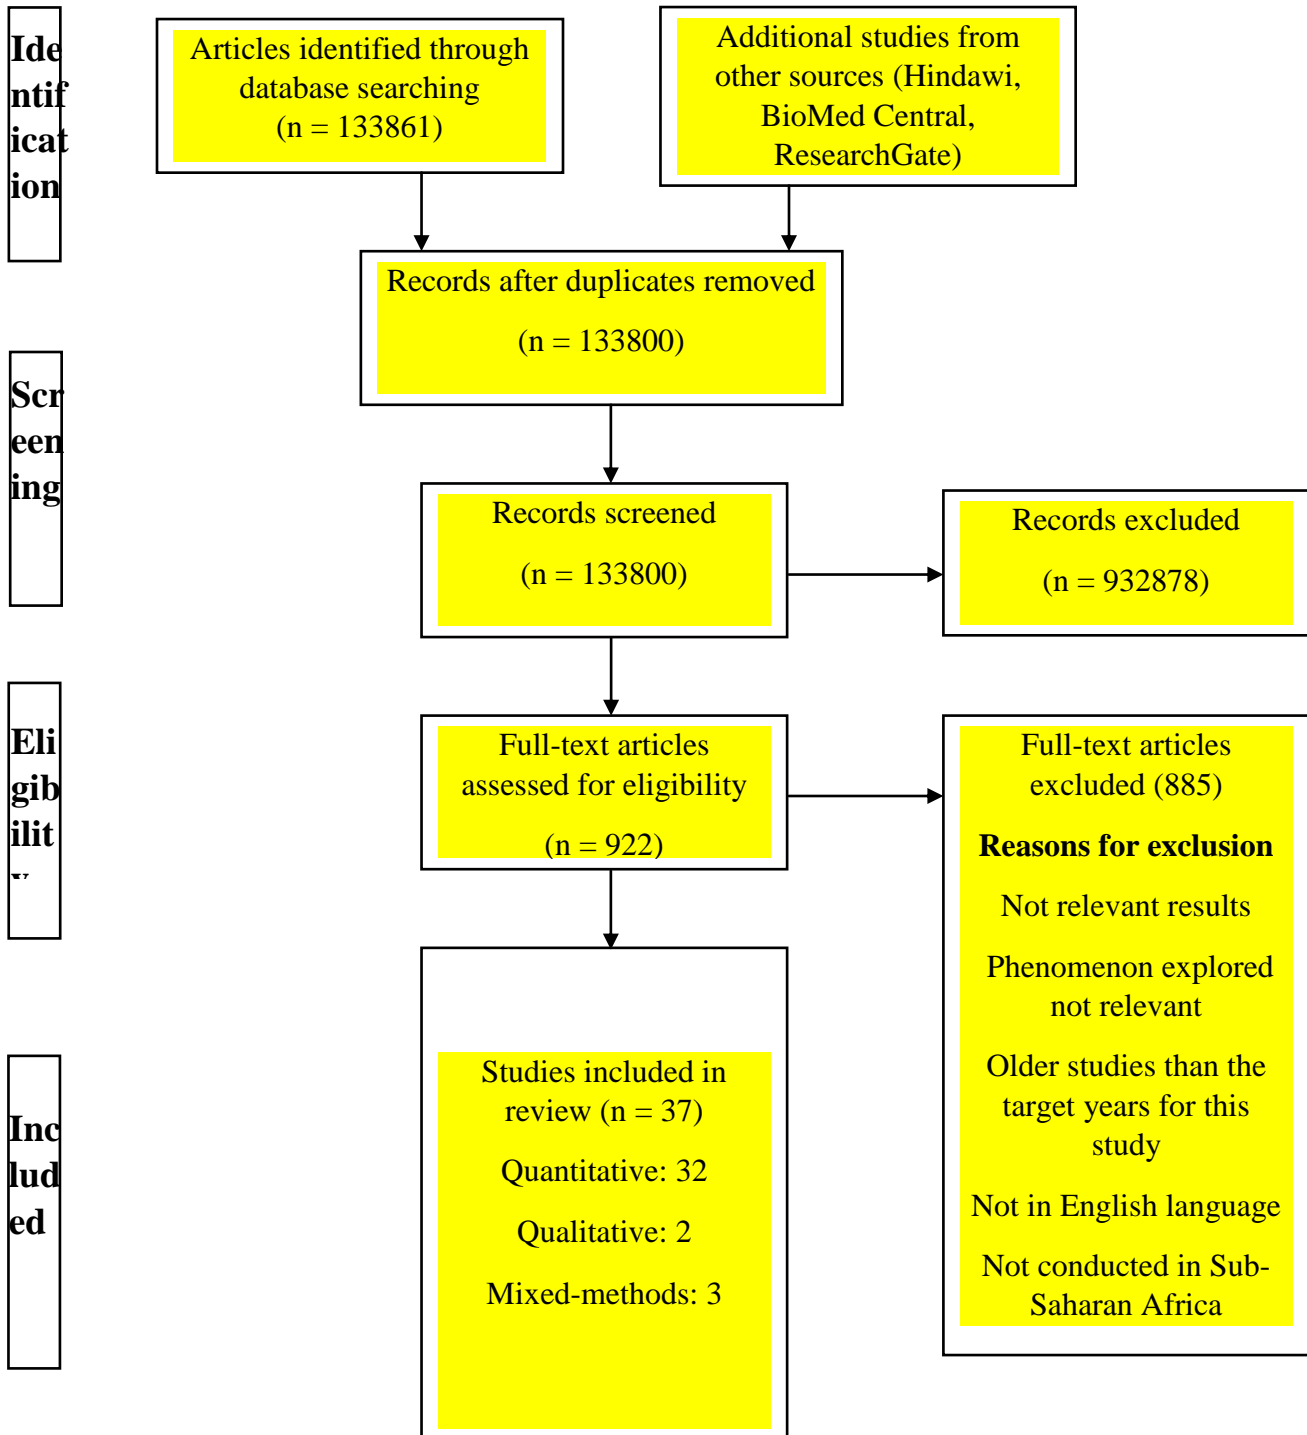 Ide
ntif
icat
ion
Articles identified through
database searching
(n = 133861)
Additional studies from
other sources (Hindawi,
BioMed Central,
ResearchGate)
Records after duplicates removed
(n = 133800)
Scr
een
ing
Records screened
(n = 133800)
Records excluded
(n = 932878)
Eli
gib
ilit
y
Full-text articles
assessed for eligibility
(n = 922)
Full-text articles
excluded (885)
Reasons for exclusion
Not relevant results
Phenomenon explored
not relevant
Older studies than the
target years for this
study
Not in English language
Not conducted in Sub-
Saharan Africa
Inc
lud
ed
Studies included in
review (n = 37)
Quantitative: 32
Qualitative: 2
Mixed-methods: 3